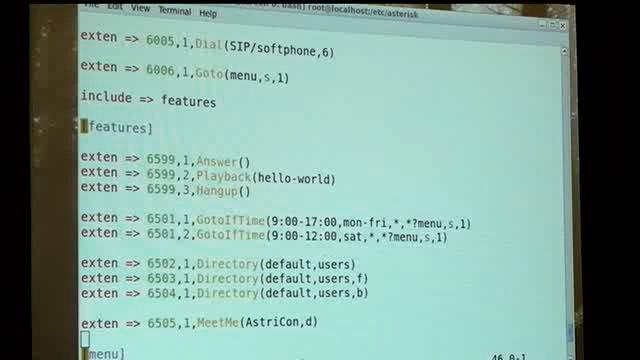 Edit View Terminal Help
root@localhost:/etc/asterisk
exten => 6005,1,Dial(SIP/softphone,6)
exten => 6006,1,Goto(menu,s,1)
include => features
[features]
exten => 6599,1,Answer()
exten => 6599,2,Playback(hello-world)
exten => 6599,3,Hangup()
exten => 6501,1,GotoIfTime(9:00-17:00,mon-fri,*,*?menu,s,1)
exten => 6501,2,GotoIfTime(9:00-12:00,sat,*,*?menu,s,1)
exten => 6502,1,Directory(default,users)
exten => 6503,1,Directory(default,users,f)
exten => 6504,1,Directory(default,users,b)
exten => 6505,1,MeetMe(AstriCon,d)
[menu]
46,0-1